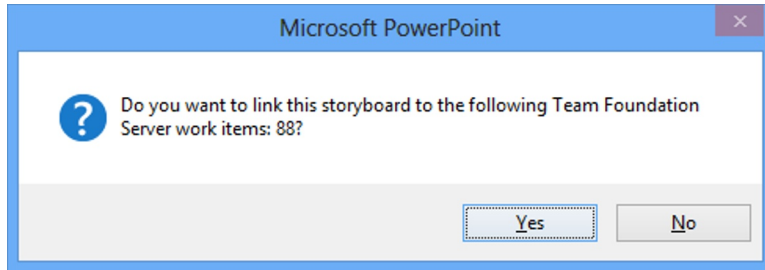 Microsoft PowerPoint
Do you want to link this storyboard to the following Team Foundation
Server work items: 88?
Yes
No